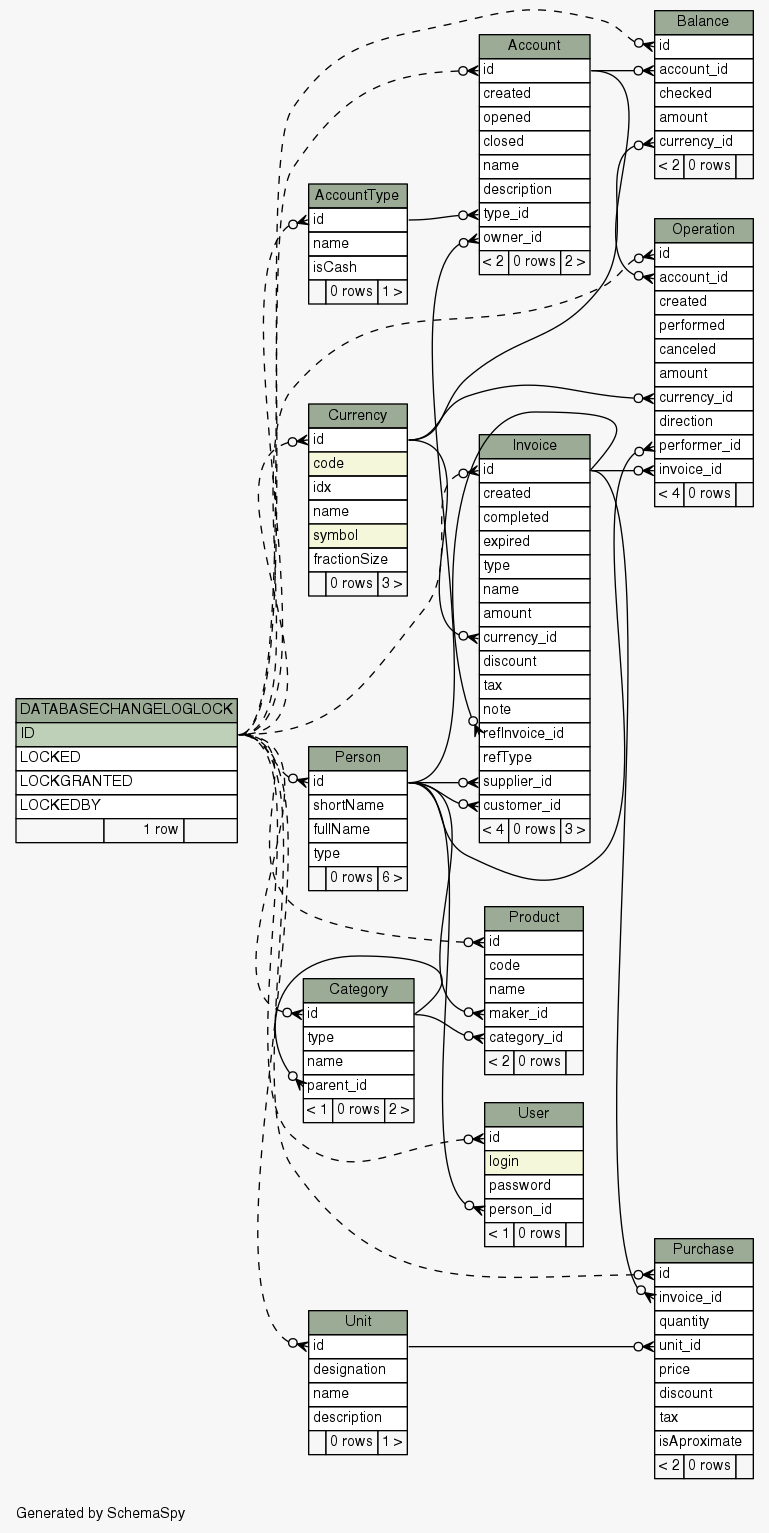 Balance
id
account_id
checked
amount
currency_id
< 2 0 rows
Account
id
created
opened
closed
name
description
type_id
owner_id
< 2 0 rows 2 >
AccountType
id
name
isCash
0 rows 1 >
Operation
id
account_id
created
performed
canceled
amount
currency_id
direction
performer_id
invoice_id
< 4 0 rows
Currency
id
code
idx
name
symbol
fractionSize
0 rows 3 >
Invoice
id
created
completed
expired
type
name
amount
currency_id
discount
tax
note
refInvoice_id
refType
supplier_id
customer_id
< 4 0 rows 3 >
DATABASECHANGELOGLOCK
ID
LOCKED
LOCKGRANTED
LOCKEDBY
1 row
Person
id
shortName
fullName
type
0 rows 6 >
Product
id
code
name
maker_id
category_id
< 2 0 rows
Category
id
type
name
parent_id
< 1 0 rows 2 >
User
id
login
password
person_id
< 1 0 rows
Purchase
id
invoice_id
quantity
unit_id
price
discount
tax
isAproximate
< 2 0 rows
Unit
id
designation
name
description
0 rows 1 >
Generated by SchemaSpy